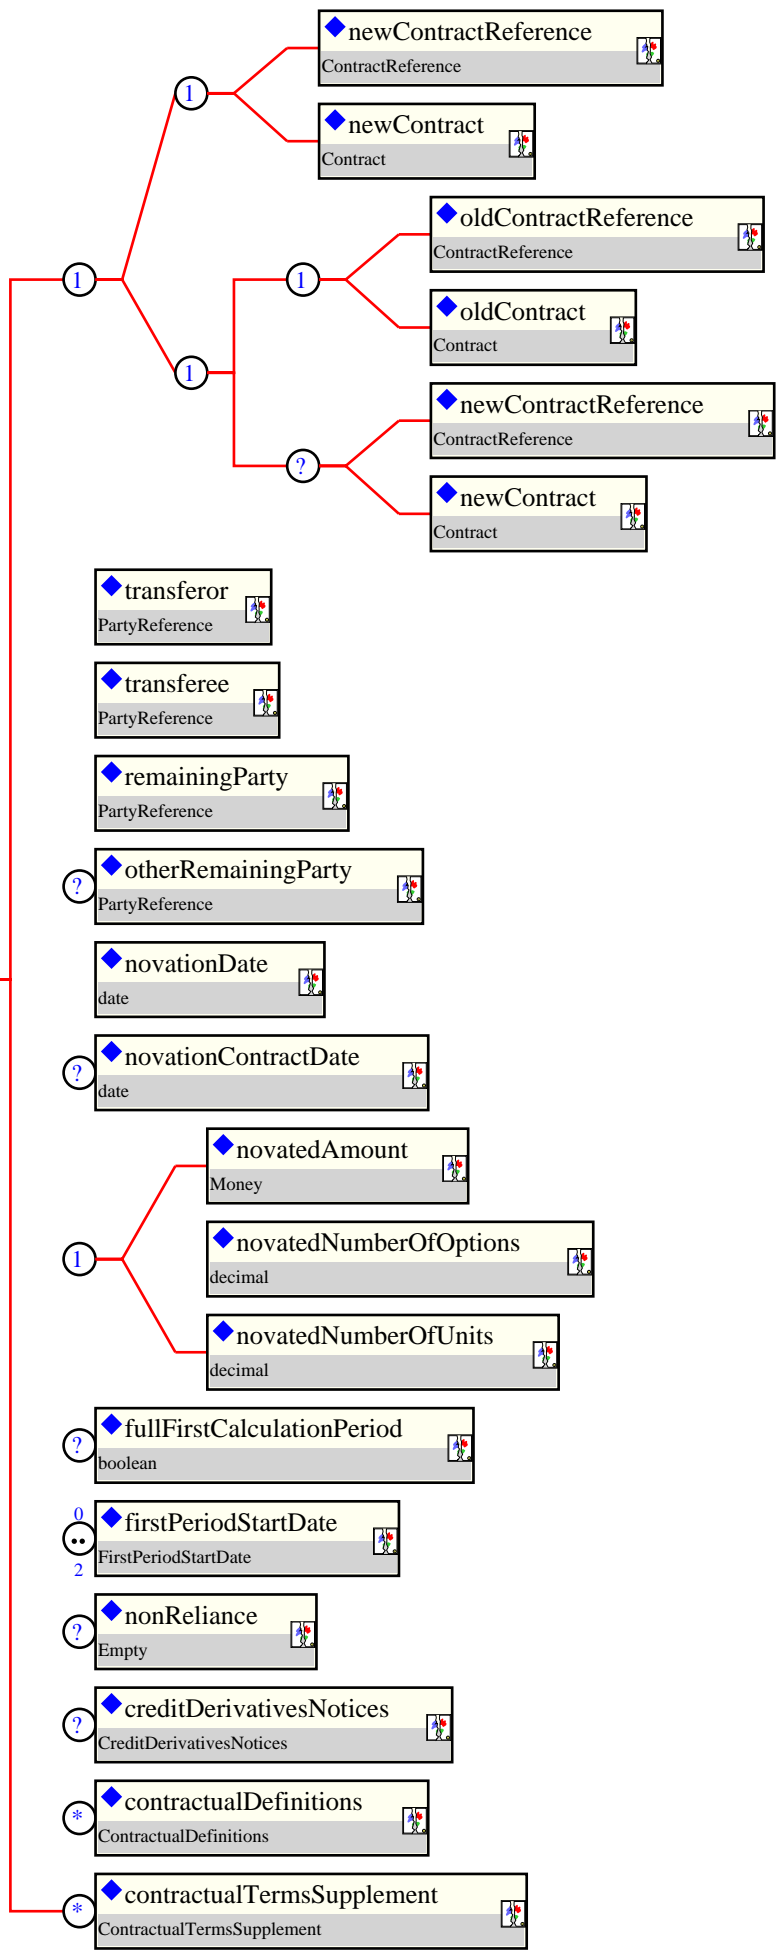 newContractReference
ContractReference
1
newContract
Contract
oldContractReference
ContractReference
1
1
oldContract
Contract
1
newContractReference
ContractReference
?
newContract
Contract
transferor
PartyReference
transferee
PartyReference
remainingParty
PartyReference
otherRemainingParty
?
PartyReference
novationDate
date
novationContractDate
?
date
novatedAmount
Money
1
novatedNumberOfOptions
decimal
novatedNumberOfUnits
decimal
fullFirstCalculationPeriod
?
boolean
0
firstPeriodStartDate
..
FirstPeriodStartDate
2
nonReliance
?
Empty
creditDerivativesNotices
?
CreditDerivativesNotices
contractualDefinitions
*
ContractualDefinitions
contractualTermsSupplement
*
ContractualTermsSupplement